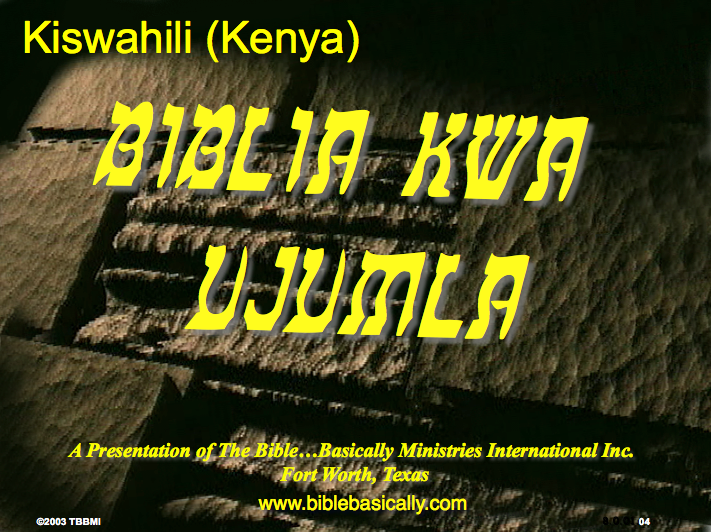 Kiswahili (Kenya)
BIBLIA KWA
UJUMLA
A Presentation of The Bible…Basically Ministries International Inc.
Fort Worth, Texas
www.biblebasically.com
©2003 TBBMI
04